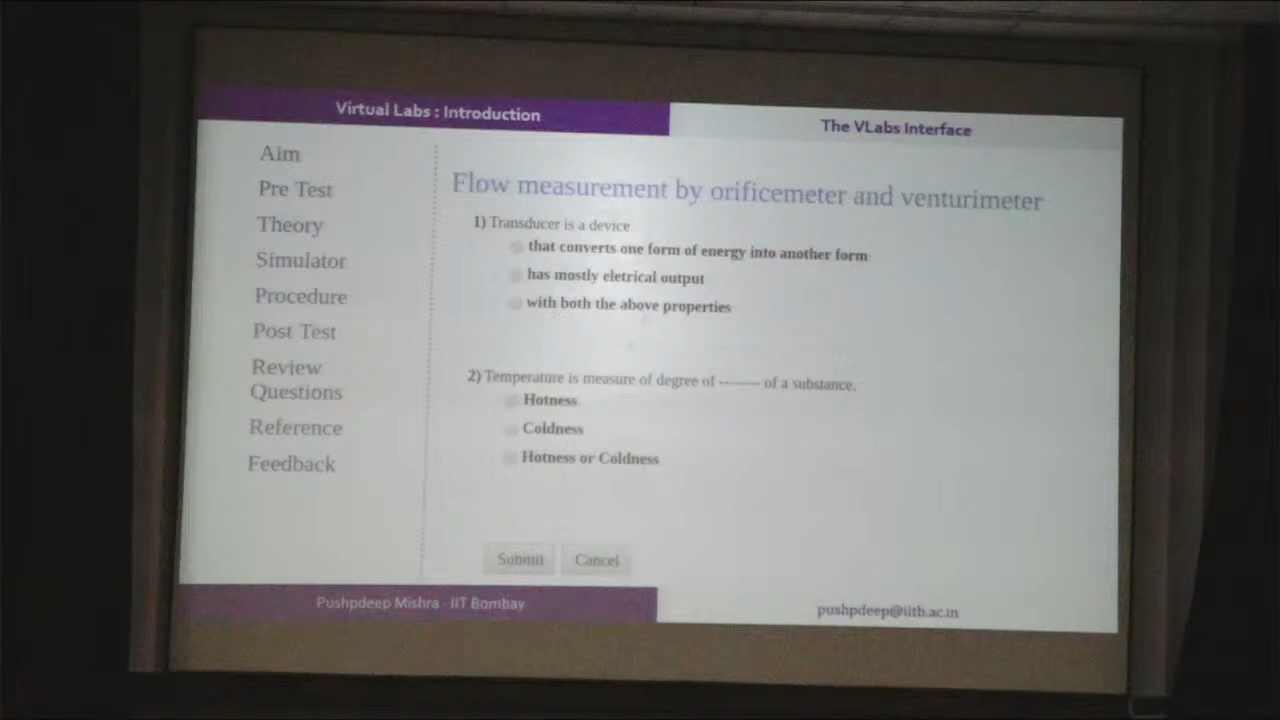 Virtual Labs : Introduction
The VLabs Interface
Aim
Pre Test
Theory
Simulator
Procedure
Post Test
Review
Questions
Reference
Feedback
Flow measurement by orificemeter and venturimeter
1) Transducer is a device
that converts one form of energy into another form
has mostly eletrical output
with both the above properties
2) Temperature is measure of degree of -------- of a substance.
Hotness
Coldness
Hotness or Coldness
Submit
Cancel
Pushpdeep Mishra - IIT Bombay
pushpdeep@iitb.ac.in